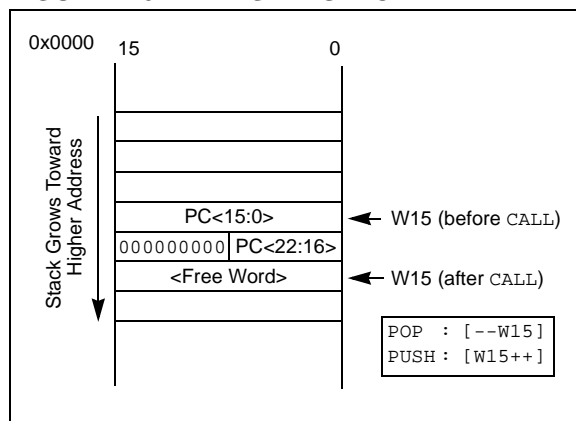 0x0000
15
0
Stack Grows Toward
Higher Address
PC<15:0>
W15 (before CALL)
000000000
PC<22:16>
<Free Word>
W15 (after CALL)
POP : [--W15]
PUSH : [W15++]